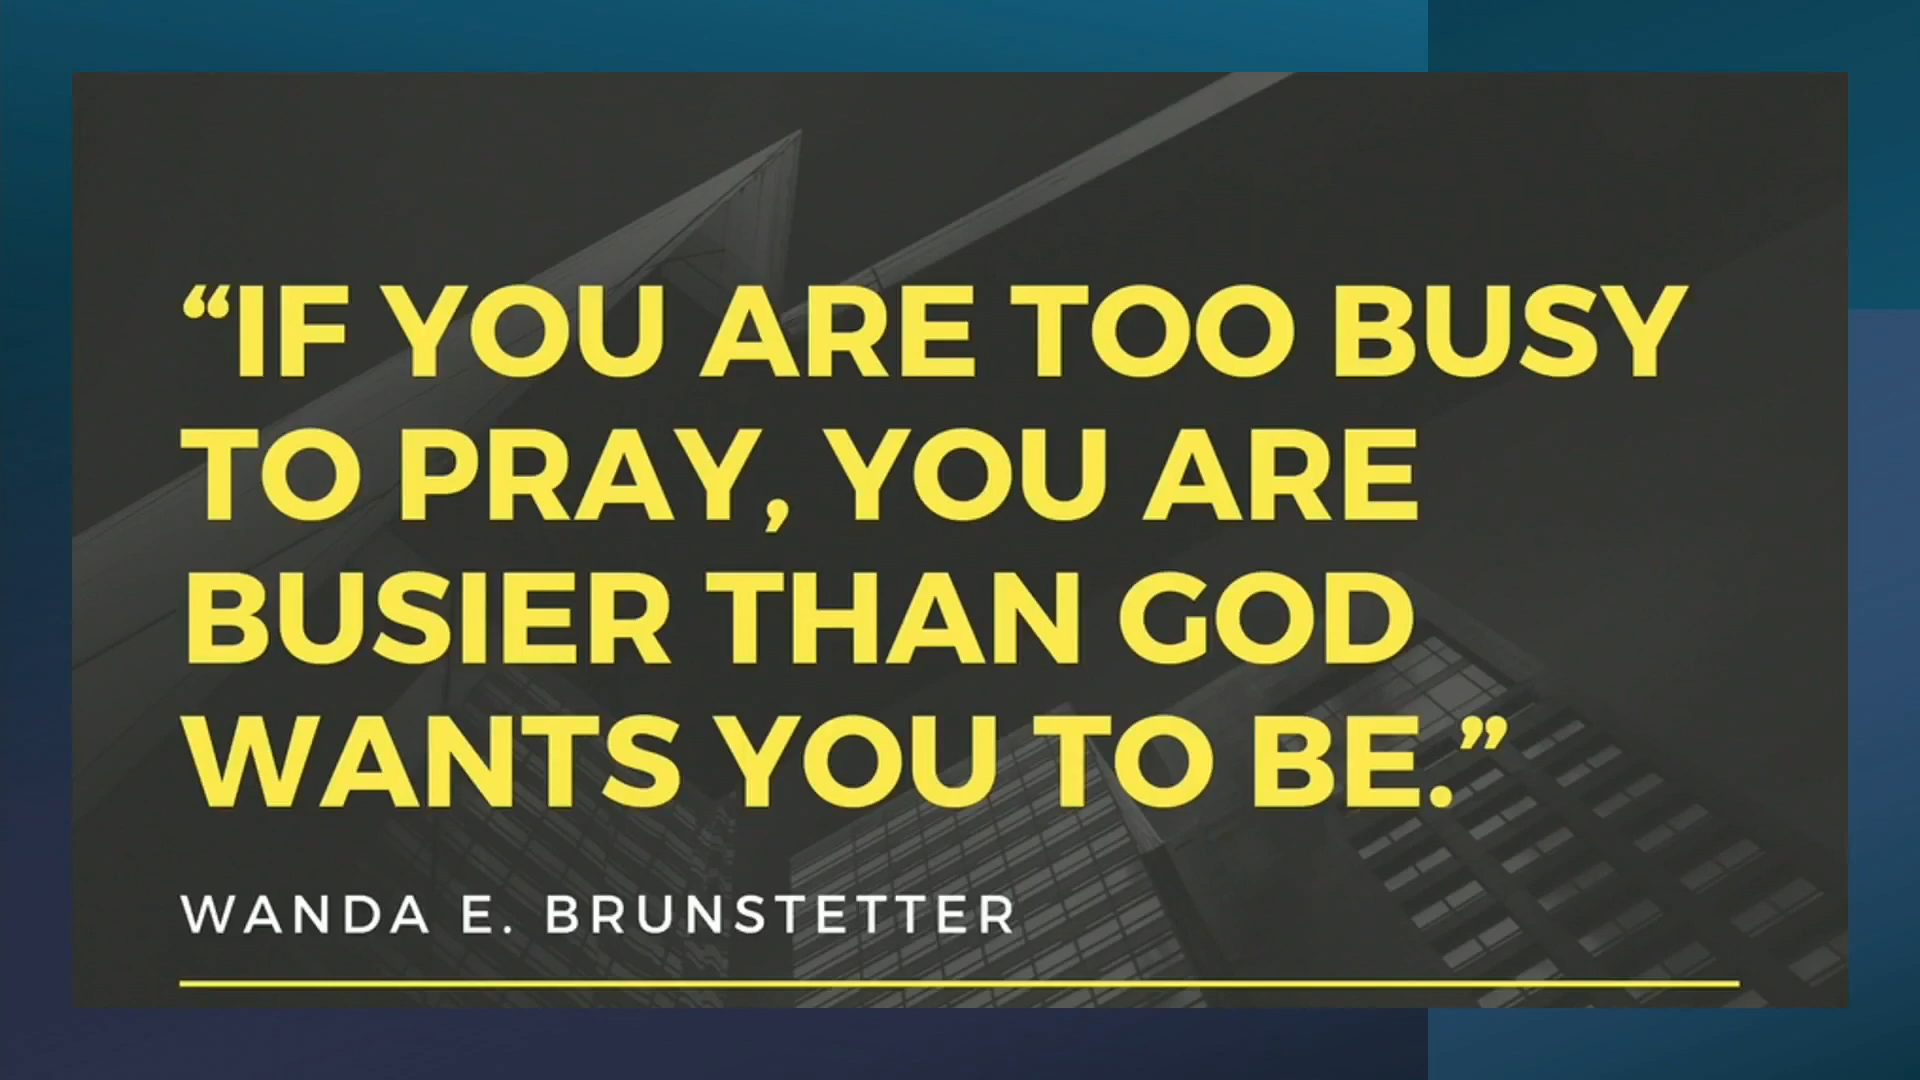 “IF YOU ARE TOO BUSY
TO PRAY, YOU ARE
BUSIER THAN GOD
WANTS YOU TO BE.”
WANDA E. BRUNSTETTER